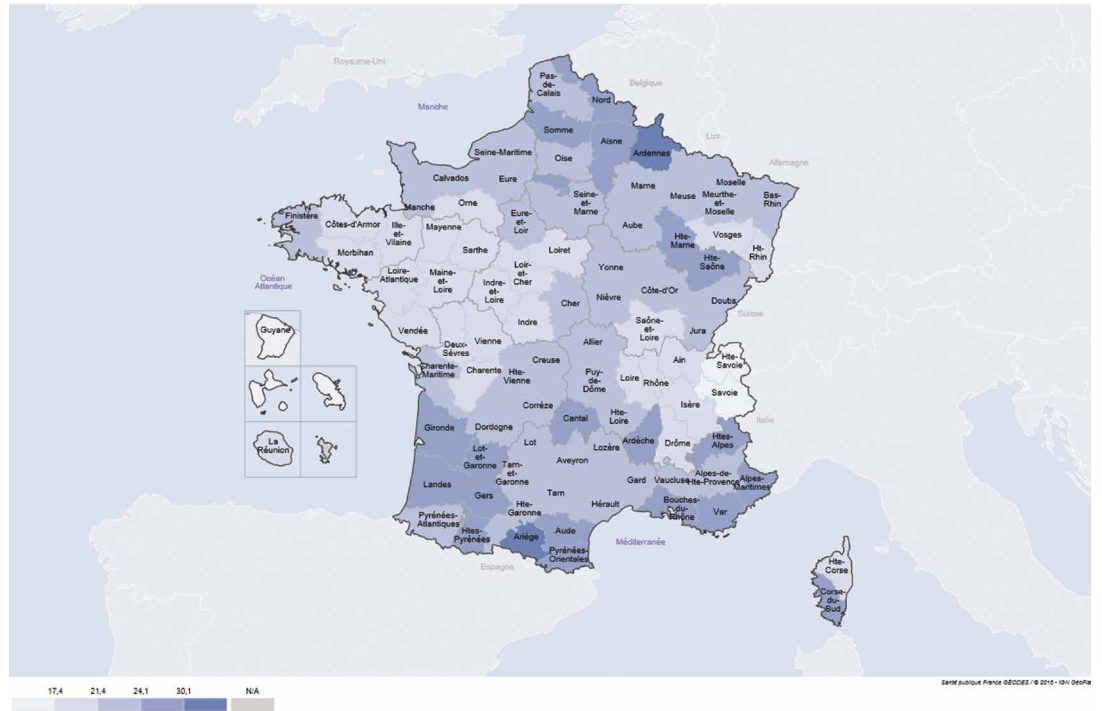 Royaume-Uni
Belgique
Manche
Lux.
Allemagne
Pas-
de-
Calais
Nord
Somme
Aisne
Ardennes
Seine-Maritime
Oise
Calvados
Eure
Manche
Orne
Eure-
et-
Loir
Seine-
et-
Marne
Marne
Meuse
Moselle
Meurthe-
et-
Moselle
Bas-
Rhin
Finistère
Côtes-d'Armor
Ille-
et-
Vilaine
Mayenne
Sarthe
Loiret
Aube
Hte-
Marne
Vosges
Ht-
Rhin
Morbihan
Hte-
Saône
Océan
Atlantique
Loire-
Atlantique
Maine-
et-
Loire
Indre-
et-
Loire
Loir-
et-
Cher
Yonne
Cher
Nièvre
Côte-d'Or
Doubs
Suisse
Guyane
Vendée
Deux-
Sèvres
Vienne
Indre
Saône-
et-
Loire
Jura
Allier
Charente-
Maritime
Charente
Hte-
Vienne
Creuse
Puy-
de-
Dôme
Loire
Rhône
Ain
Hte-
Savoie
Savoie
Isère
Italie
La
Réunion
Gironde
Dordogne
Corrèze
Cantal
Hte-
Loire
Ardèche
Drôme
Htes-
Alpes
Lot-
et-
Garonne
Lot
Tarn-
et-
Garonne
Aveyron
Lozère
Landes
Gers
Tarn
Gard
Vaucluse
Alpes-de-
Hte-Provence
Alpes-
Maritimes
Pyrénées-
Atlantiques
Htes-
Pyrénées
Hte-
Garonne
Hérault
Bouches-
du-
Rhône
Var
Ariège
Aude
Pyrénées-
Orientales
Méditerranée
Espagne
Hte-
Corse
Corse-
du-
Sud
Santé publique France GÉODES / © 2016 - IGN GéoFla
17,4 21,4 24,1 30,1 N/A